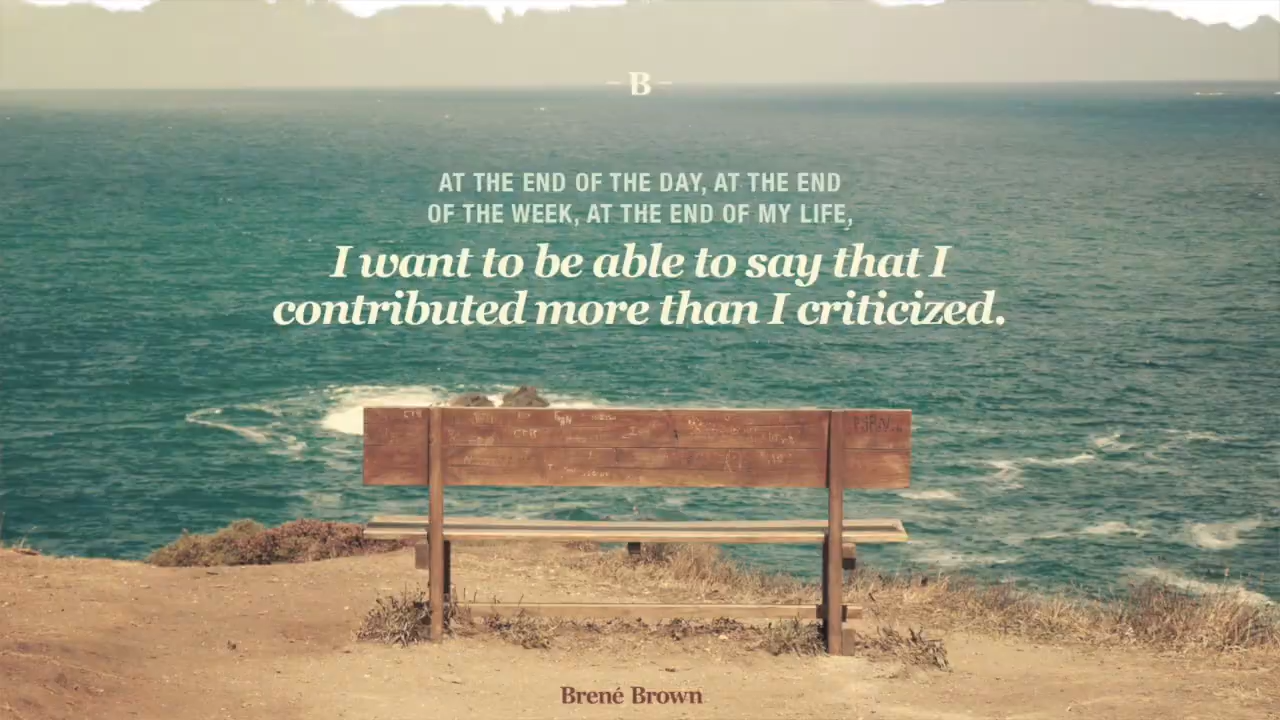 B
AT THE END OF THE DAY, AT THE END
OF THE WEEK, AT THE END OF MY LIFE,
I want to be able to say that I
contributed more than I criticized.
Brené Brown